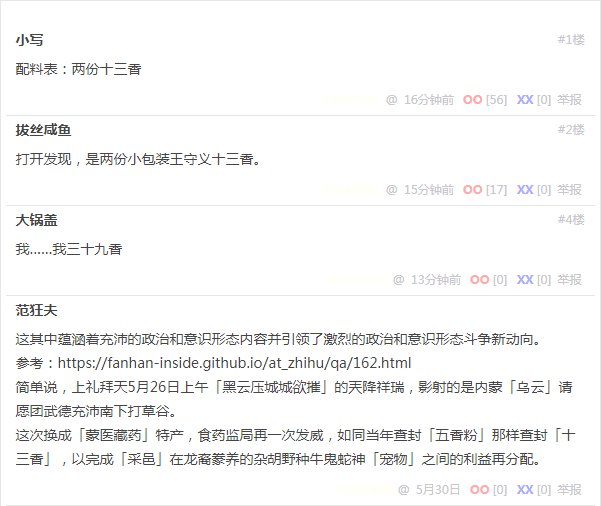 小写
#1楼
配料表：两份十三香
@ 16分钟前 OO [56] XX [0] 举报
拔丝咸鱼
#2楼
打开发现，是两份小包装王守义十三香。
@ 15分钟前 OO [17] XX [0] 举报
大锅盖
#4楼
我……我三十九香
@ 13分钟前 OO [0] XX [0] 举报
范狂夫
这其中蕴涵着充沛的政治和意识形态内容并引领了激烈的政治和意识形态斗争新动向。
参考：https://fanhan-inside.github.io/at_zhihu/qa/162.html
简单说，上礼拜天5月26日上午「黑云压城城欲摧」的天降祥瑞，影射的是内蒙「乌云」请
愿团武德充沛南下打草谷。
这次换成「蒙医藏药」特产，食药监局再一次发威，如同当年查封「五香粉」那样查封「十
三香」，以完成「采邑」在龙裔豢养的杂胡野种牛鬼蛇神「宠物」之间的利益再分配。
@ 5月30日 OO [0] XX [0] 举报